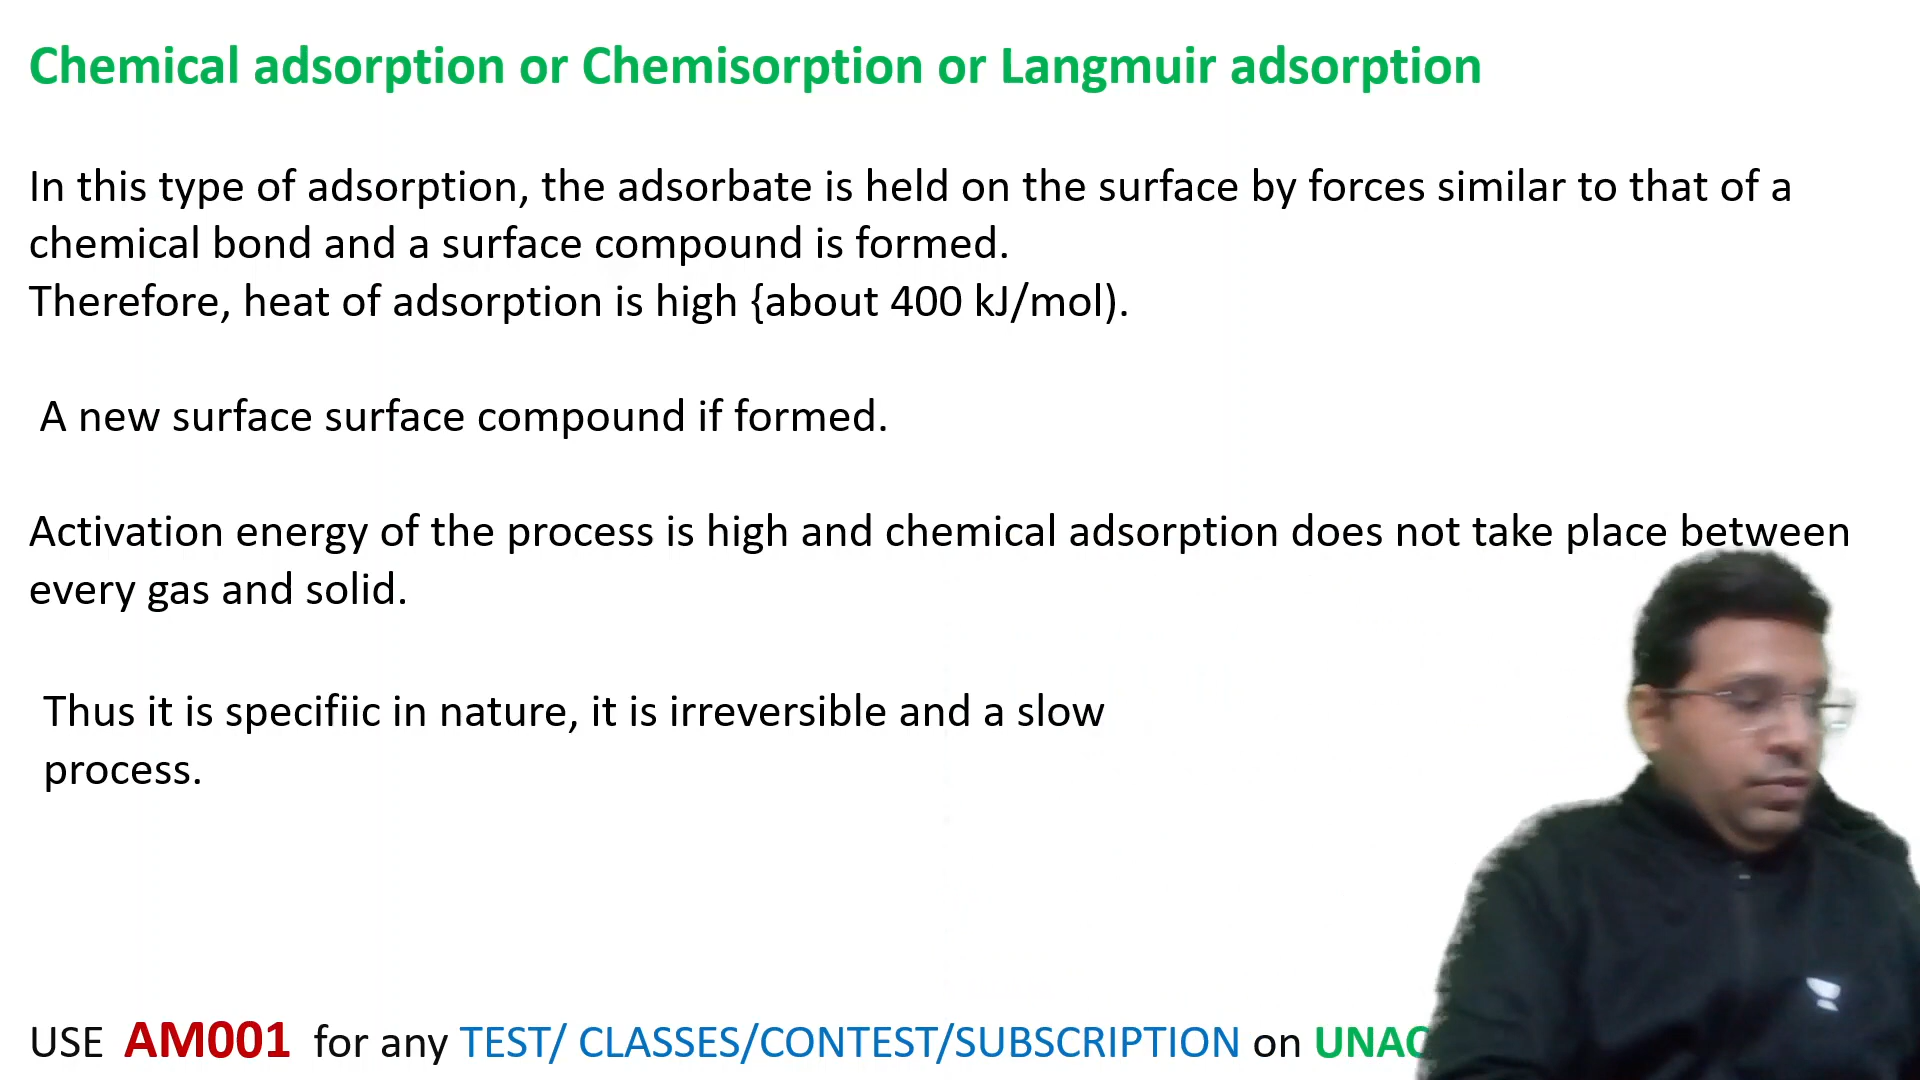 Chemical adsorption or Chemisorption or Langmuir adsorption
In this type of adsorption, the adsorbate is held on the surface by forces similar to that of a
chemical bond and a surface compound is formed.
Therefore, heat of adsorption is high {about 400 kJ/mol).
A new surface surface compound if formed.
Activation energy of the process is high and chemical adsorption does not take place between
every gas and solid.
Thus it is specifiic in nature, it is irreversible and a slow
process.
USE AM001 for any TEST/ CLASSES/CONTEST/SUBSCRIPTION on